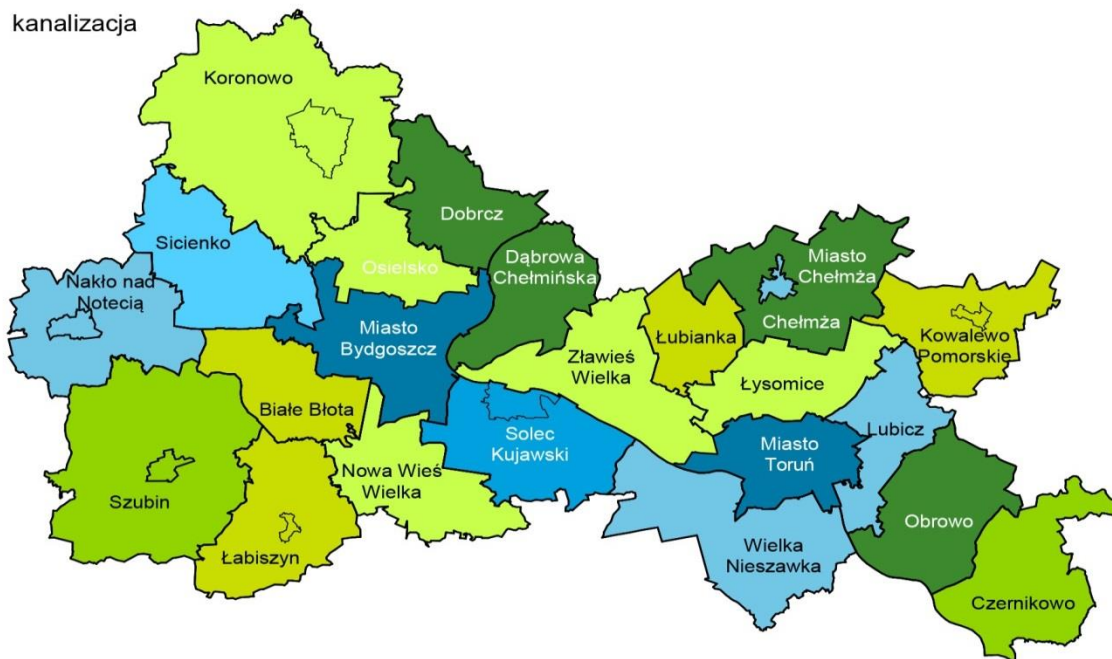 kanalizacja
Koronowo
Dobrcz
Sicienko
Dąbrowa
Chełmińska
Miasto
Chełmża
Osielsko
Nakło nad
Notecią
Miasto
Bydgoszcz
Chełmża
Łubianka
Kowalewo
Pomorskie
Zławieś
Wielka
Łysomice
Białe Błota
Solec
Kujawski
Miasto
Toruń
Lubicz
Nowa Wieś
Wielka
Szubin
Obrowo
Łabiszyn
Wielka
Nieszawka
Czernikowo